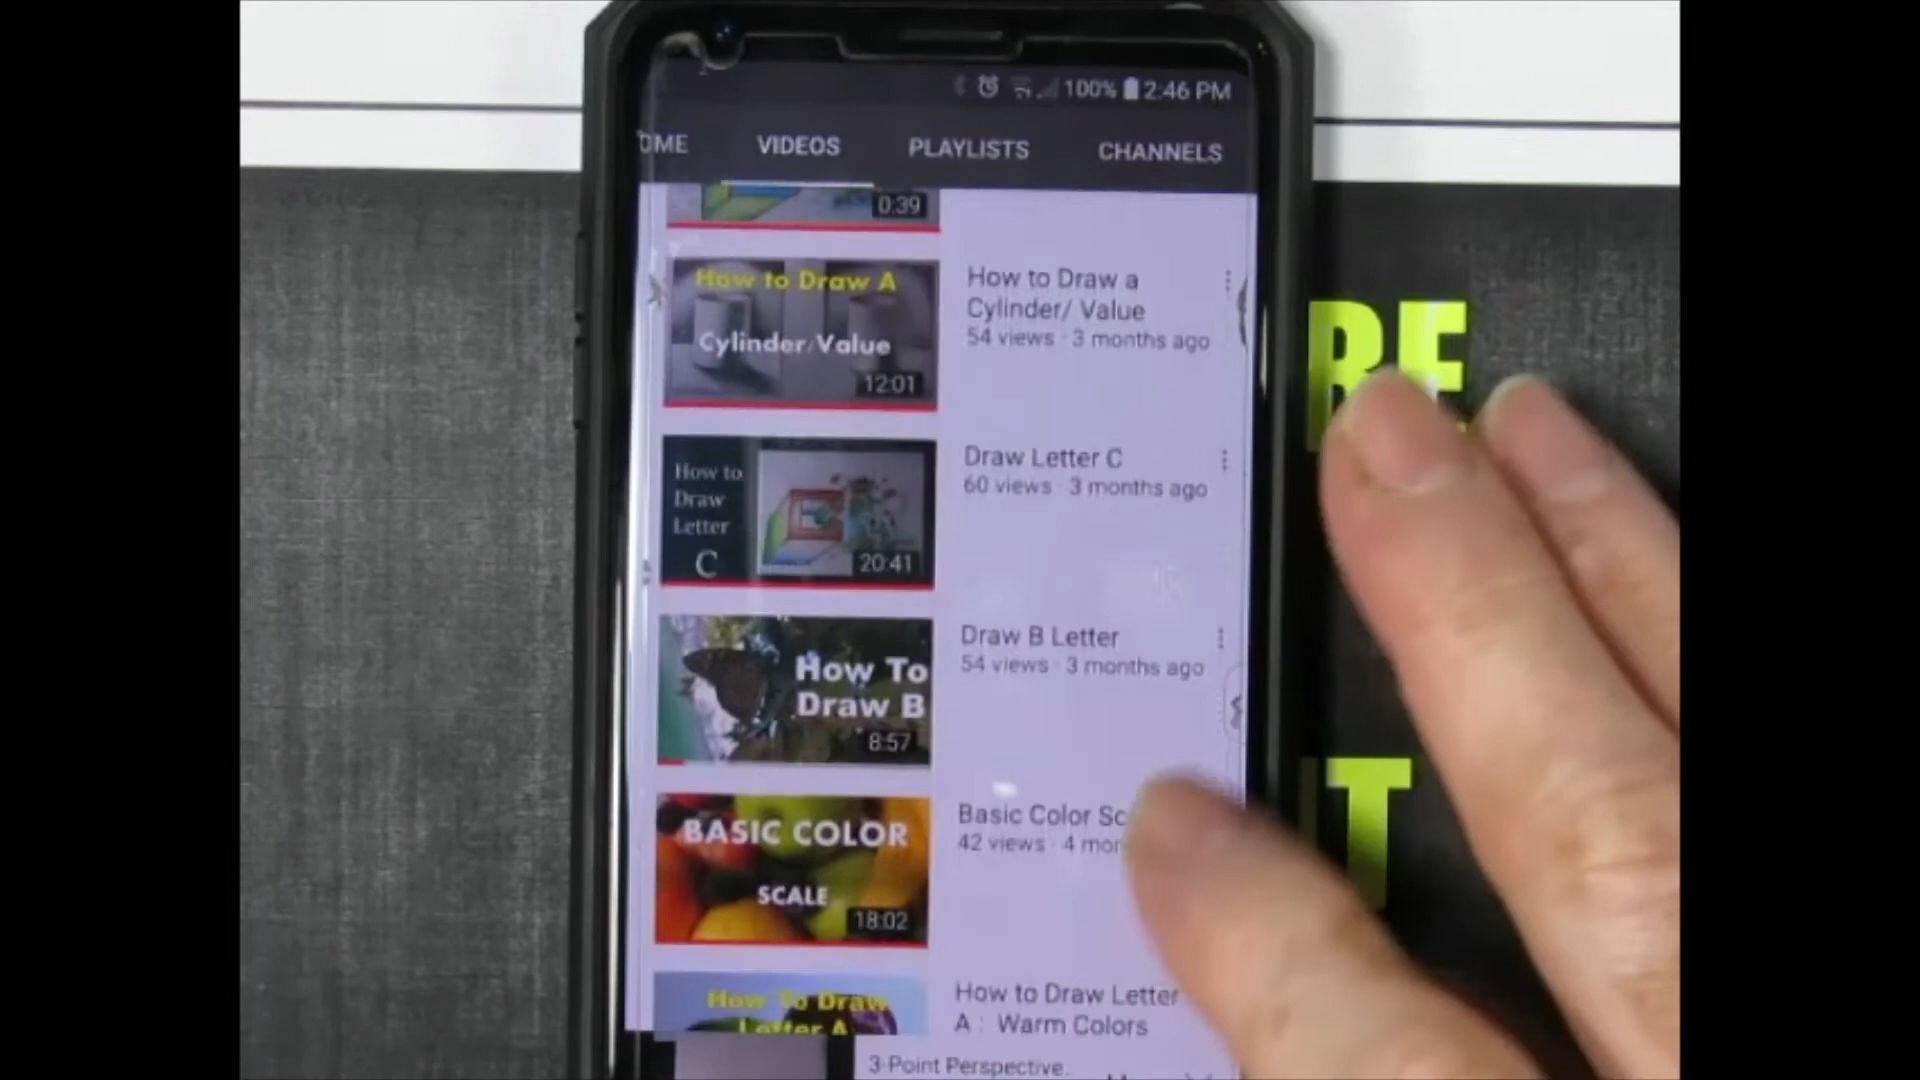 100% 2:46 PM
OME VIDEOS PLAYLISTS CHANNELS
0:39
How to Draw A
Cylinder/Value
12:01
How to Draw a
Cylinder/ Value
54 views · 3 months ago
How to
Draw
Letter
C
20:41
Draw Letter C
60 views · 3 months ago
How To
Draw B
8:57
Draw B Letter
54 views · 3 months ago
BASIC COLOR
SCALE
18:02
Basic Color Sc
42 views · 4 mon
How To Draw
Letter A
How to Draw Letter
A : Warm Colors
3-Point Perspective.
RE
IT